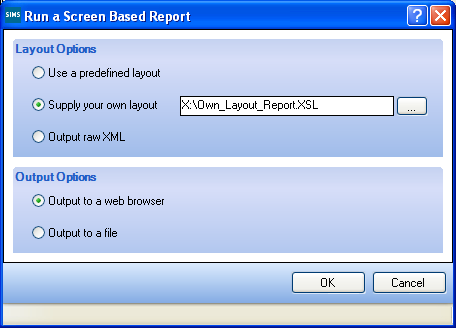 SIMS Run a Screen Based Report ? X
Layout Options
Use a predefined layout
Supply your own layout X:\Own_Layout_Report.XSL ...
Output raw XML
Output Options
Output to a web browser
Output to a file
OK Cancel